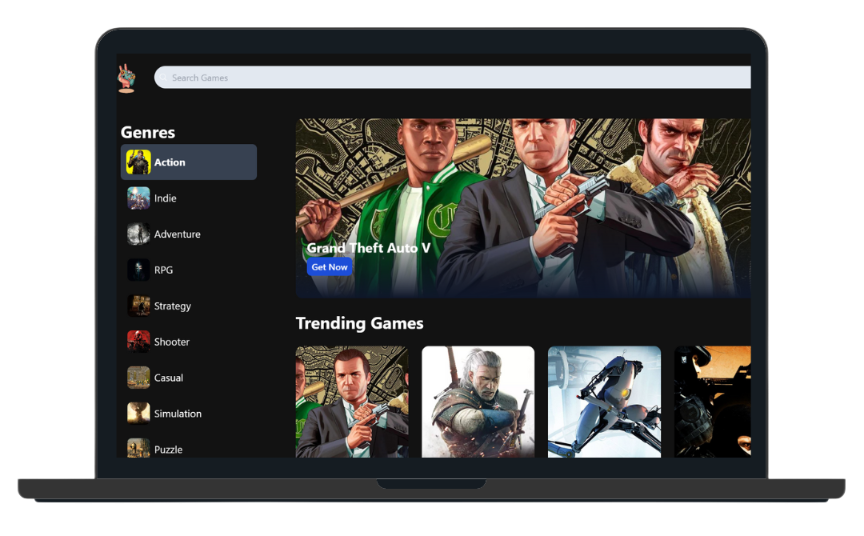 Search Games
Genres
Action
Indie
Adventure
RPG
Strategy
Shooter
Casual
Simulation
Puzzle
Grand Theft Auto V
Get Now
Trending Games